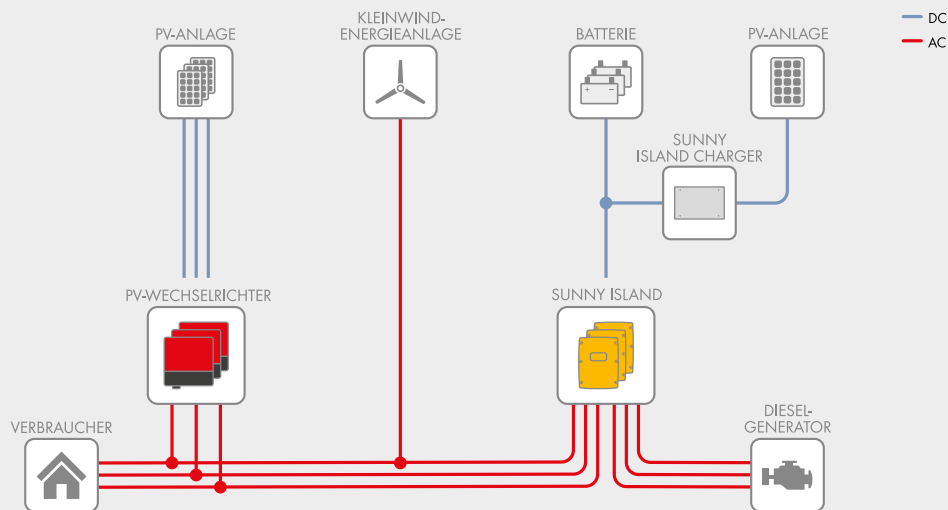 KLEINWIND-
ENERGIEANLAGE
PV-ANLAGE
BATTERIE
PV-ANLAGE
DC
AC
SUNNY
ISLAND CHARGER
PV-WECHSELRICHTER
SUNNY ISLAND
VERBRAUCHER
DIESEL-
GENERATOR